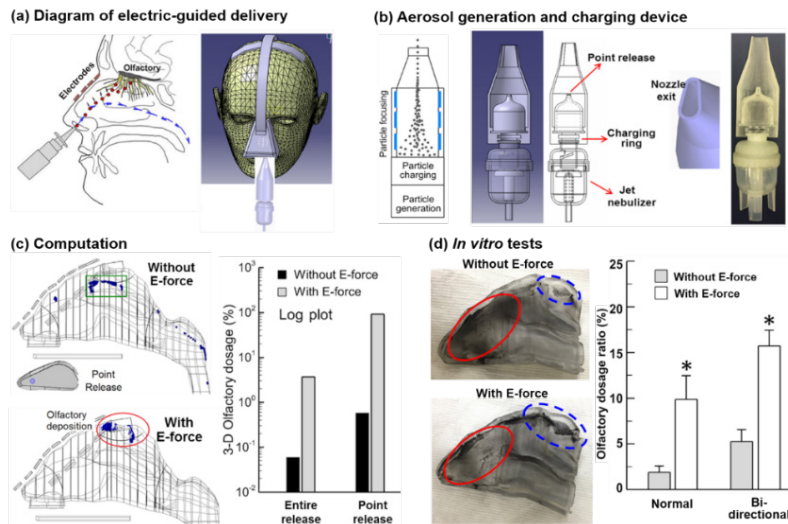 (a) Diagram of electric-guided delivery
Electrodes
Olfactory
(b) Aerosol generation and charging device
Particle focusing
Particle charging
Particle generation
Point release
Charging ring
Jet nebulizer
Nozzle exit
(c) Computation
Without E-force
Point Release
Olfactory deposition
With E-force
3-D Olfactory dosage (%)
Without E-force
With E-force
Log plot
10³
10²
10¹
10⁰
10⁻¹
10⁻²
Entire release
Point release
(d) In vitro tests
Without E-force
With E-force
Olfactory dosage ratio (%)
25
20
15
10
5
0
Without E-force
With E-force
*
*
Normal
Bi-directional